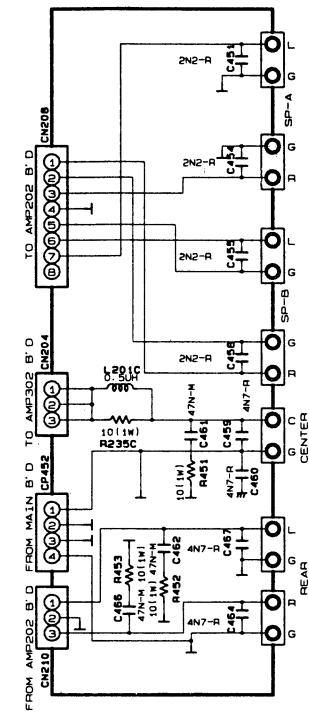 CN208
TO AMP202 B'D
1
2
3
4
5
6
7
8
2N2-R
C451
L
G
SP-A
2N2-R
C454
G
R
2N2-R
C455
L
G
SP-B
2N2-R
C456
G
R
CN204
TO AMP302 B'D
1
2
3
L201C
0.5UH
10(1W)
R235C
47N-M
C461
4N7-R
C459
C
G
CENTER
10(1W)
R451
4N7-R
C460
CP452
FROM MAIN B'D
1
2
3
4
CN210
FROM AMP202 B'D
1
2
3
R453
10(1W)
C466
47N-M
C462
47N-M
R452
10(1W)
4N7-R
C467
L
G
REAR
4N7-R
C464
R
G